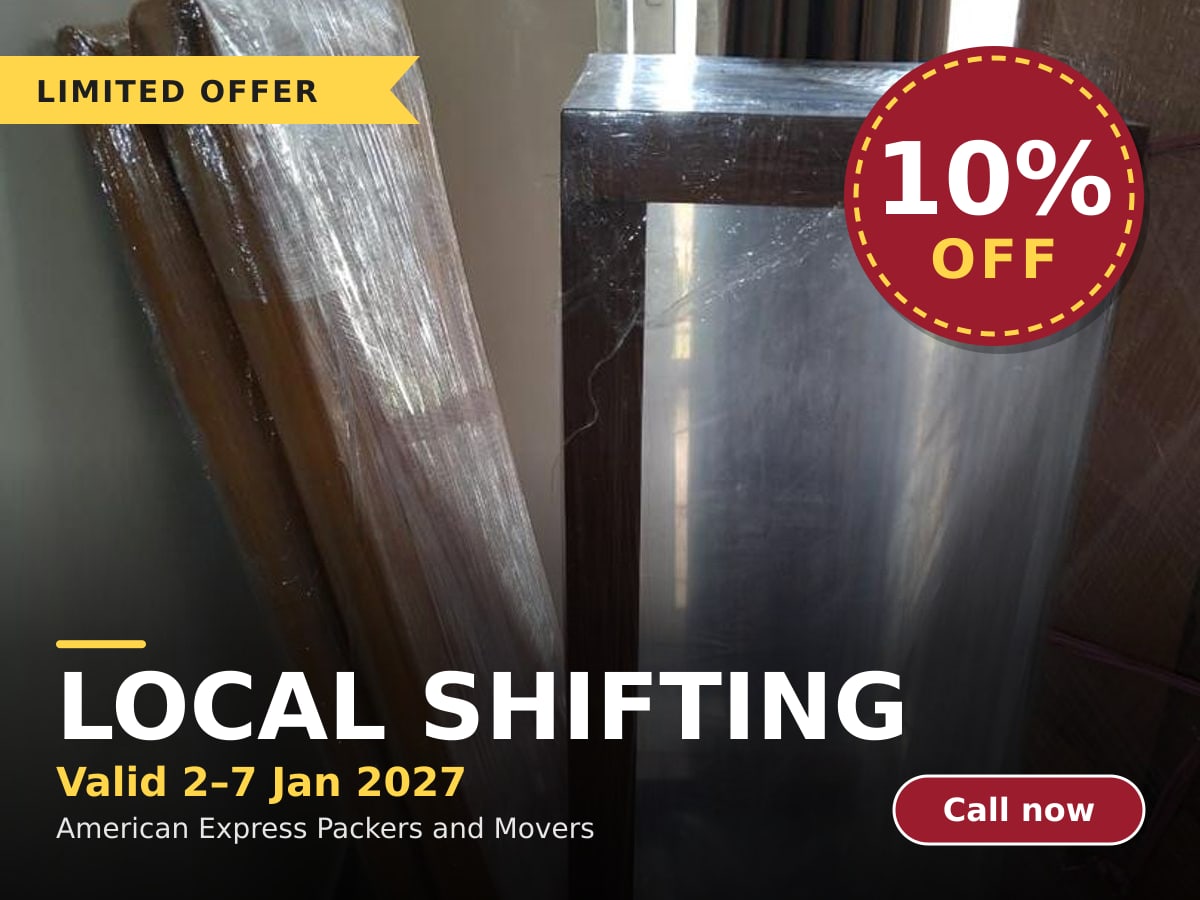 LIMITED OFFER
10%
OFF
LOCAL SHIFTING
Valid 2–7 Jan 2027
American Express Packers and Movers
Call now